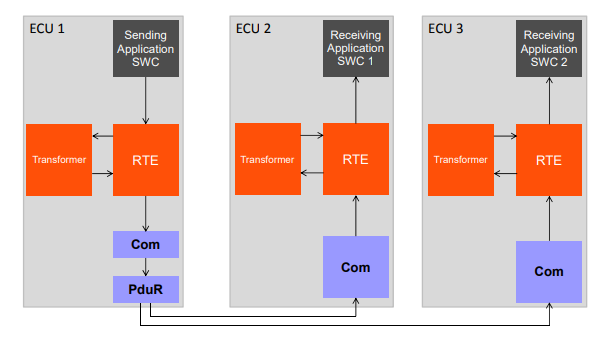 ECU 1
Sending
Application
SWC
Transformer
RTE
Com
PduR
ECU 2
Receiving
Application
SWC 1
Transformer
RTE
Com
ECU 3
Receiving
Application
SWC 2
Transformer
RTE
Com